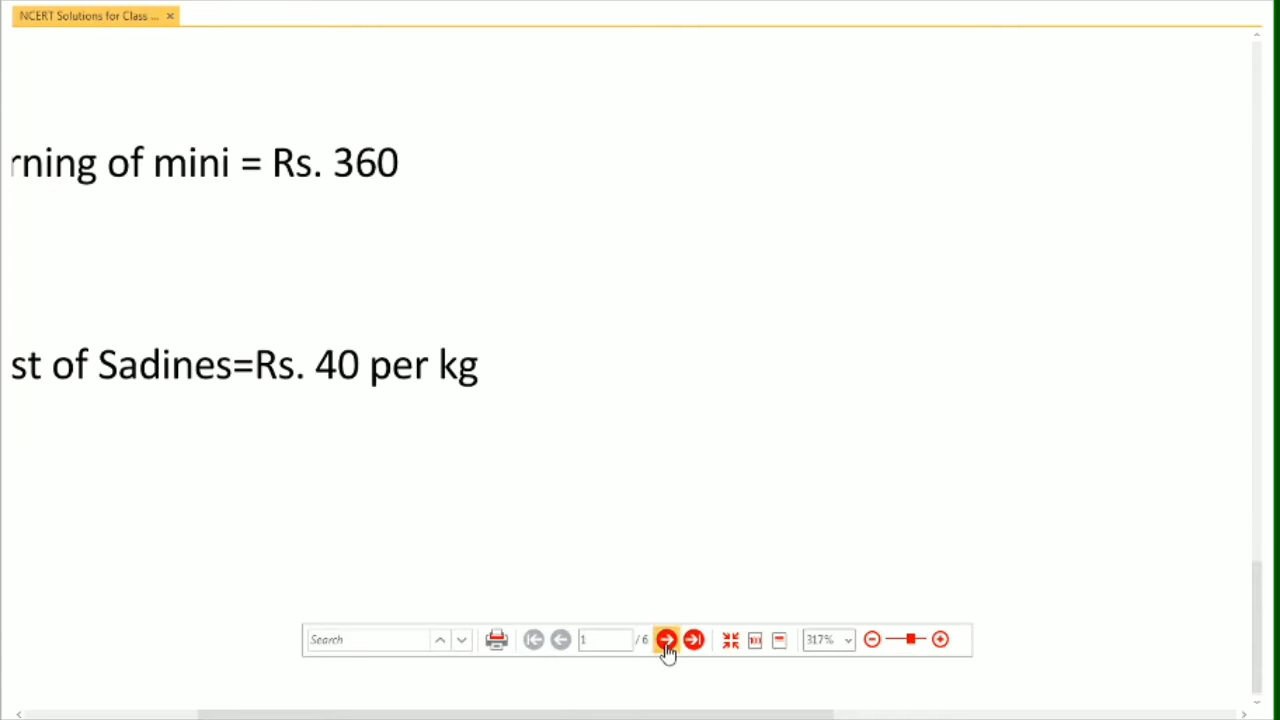 NCERT Solutions for Class ...
rning of mini = Rs. 360
st of Sadines=Rs. 40 per kg
Search
1
/ 6
317%